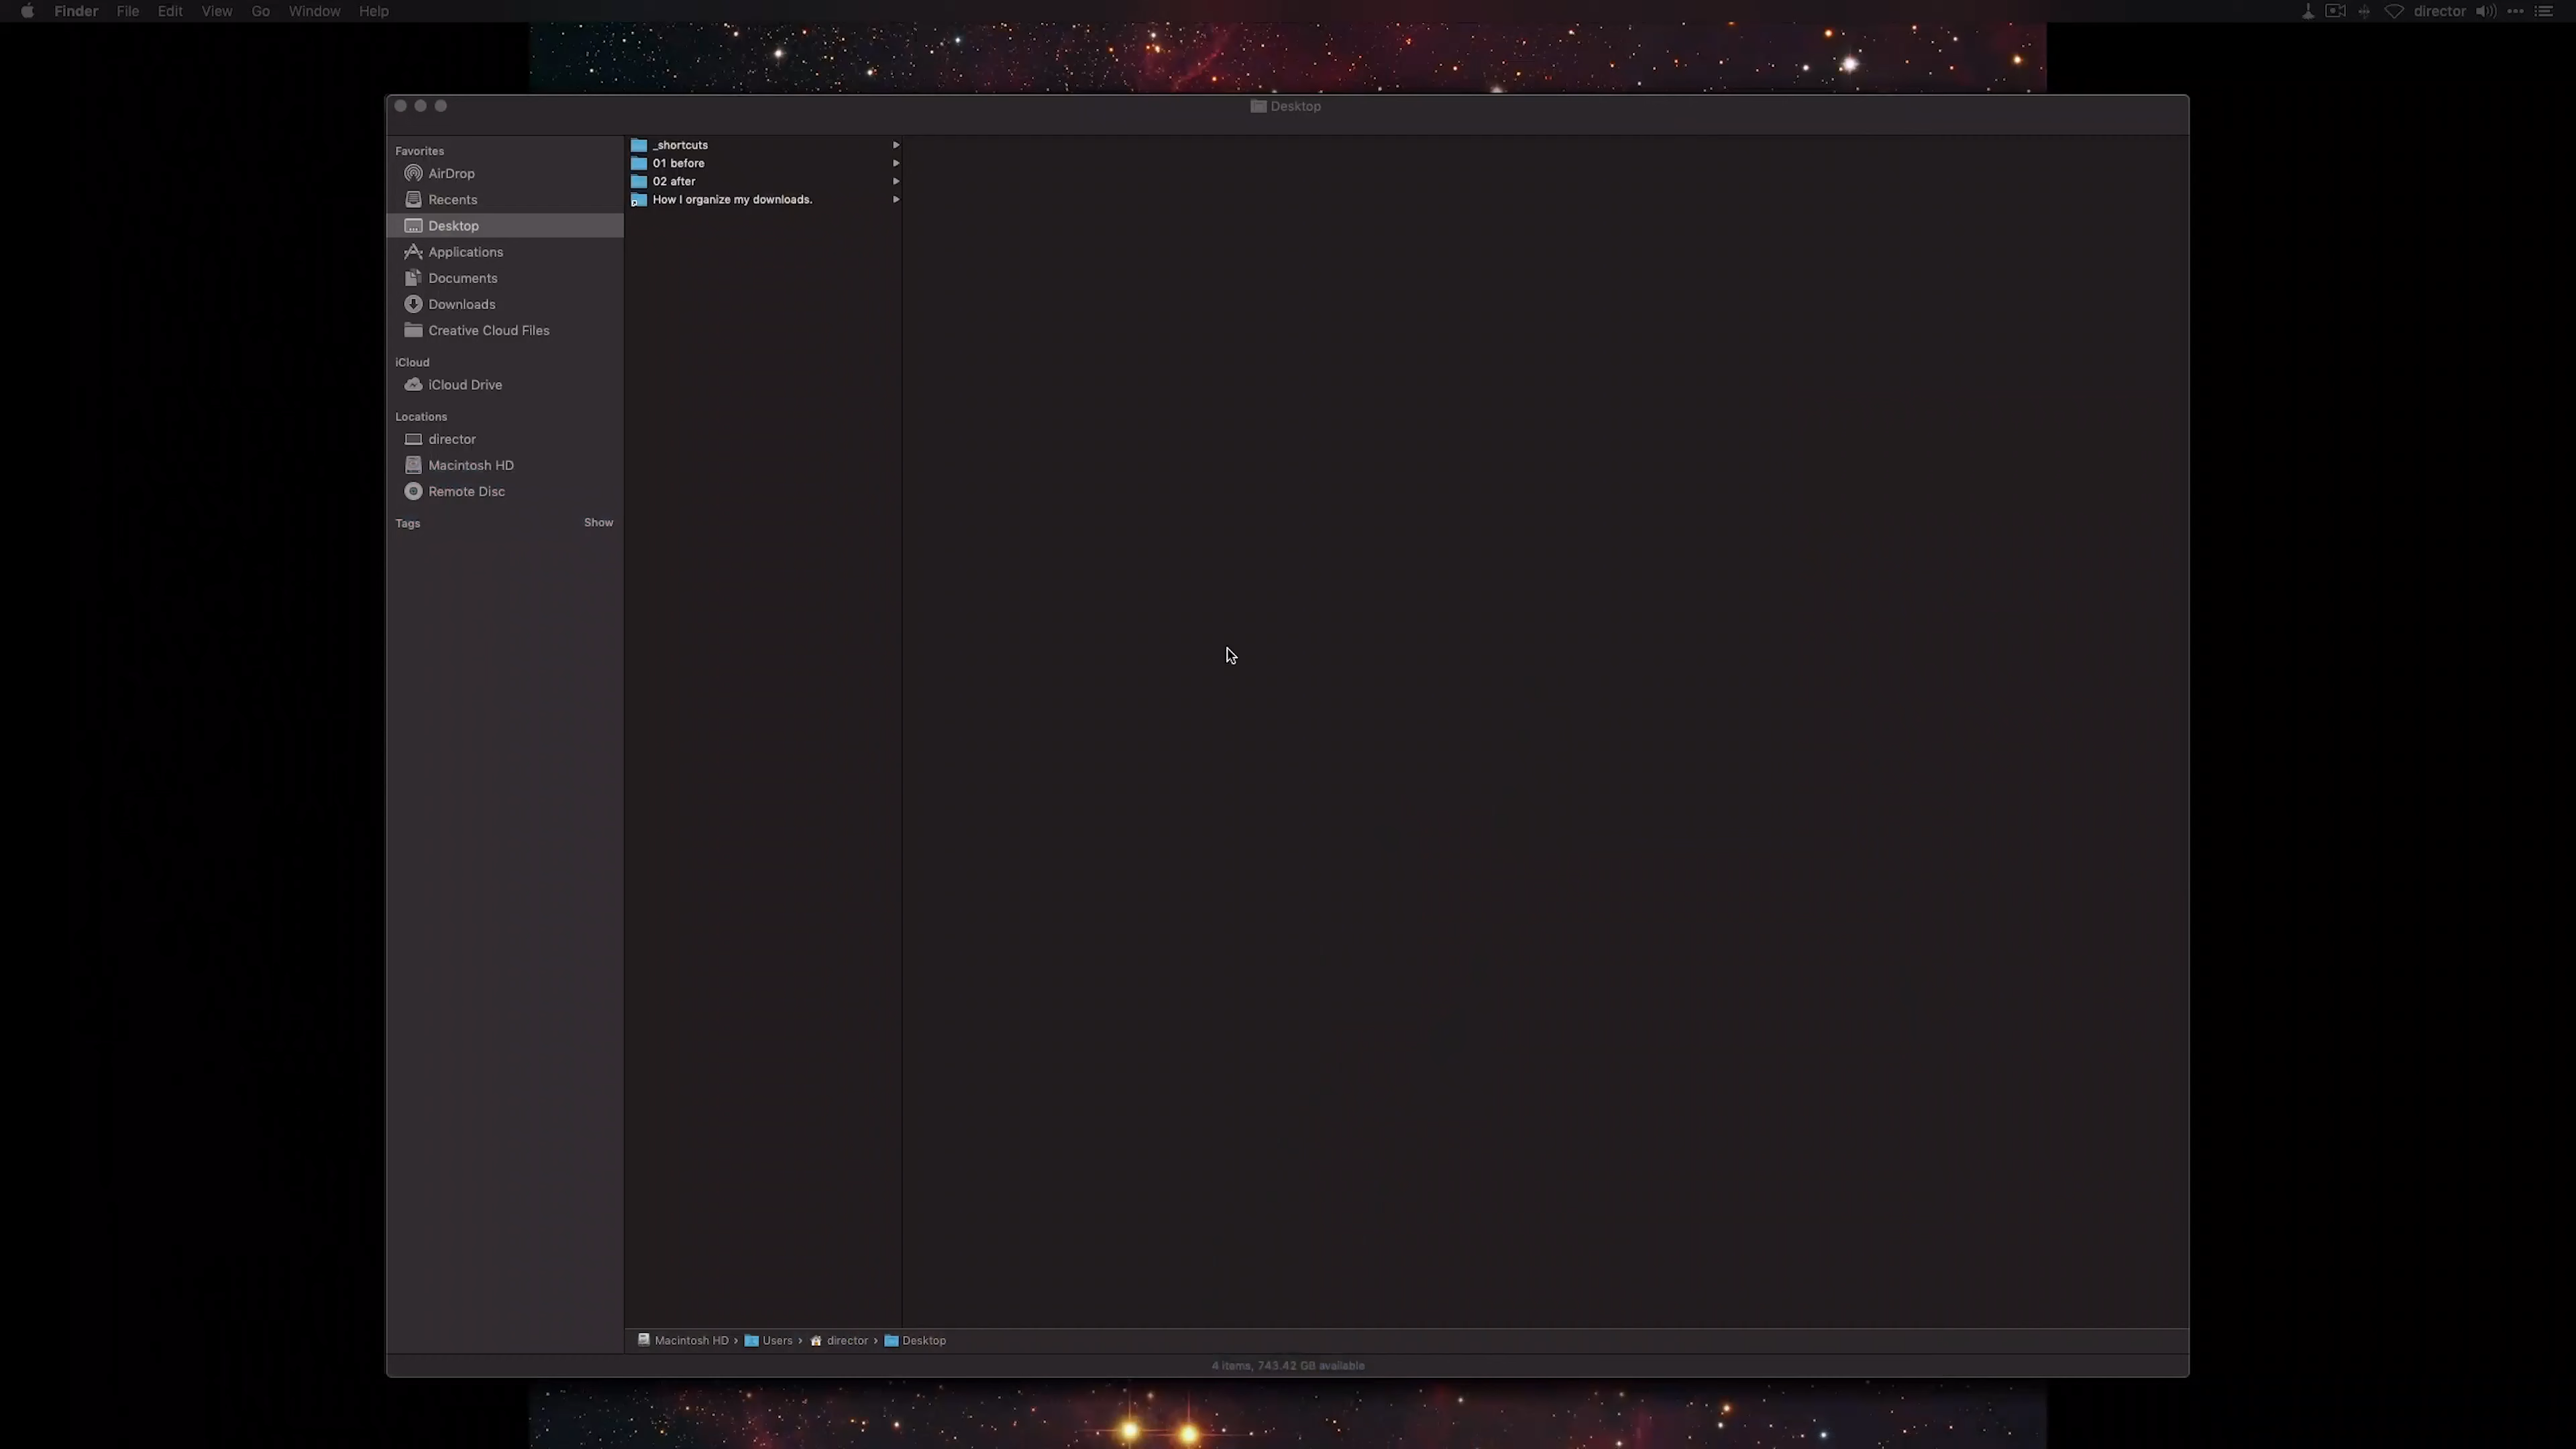 Finder File Edit View Go Window Help director
Desktop
Favorites
AirDrop
Recents
Desktop
Applications
Documents
Downloads
Creative Cloud Files
iCloud
iCloud Drive
Locations
director
Macintosh HD
Remote Disc
Tags Show
_shortcuts
01 before
02 after
How I organize my downloads.
Macintosh HD › Users › director › Desktop
4 items, 743.42 GB available